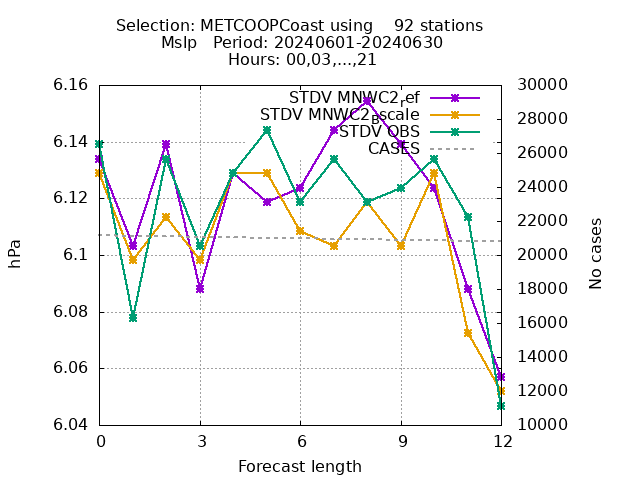 Selection: METCOOPCoast using 92 stations
Mslp Period: 20240601-20240630
Hours: 00,03,...,21
STDV MNWC2ref
STDV MNWC2Bscale
STDV OBS
CASES
6.16
6.14
6.12
6.1
6.08
6.06
6.04
30000
28000
26000
24000
22000
20000
18000
16000
14000
12000
10000
hPa
No cases
0 3 6 9 12
Forecast length